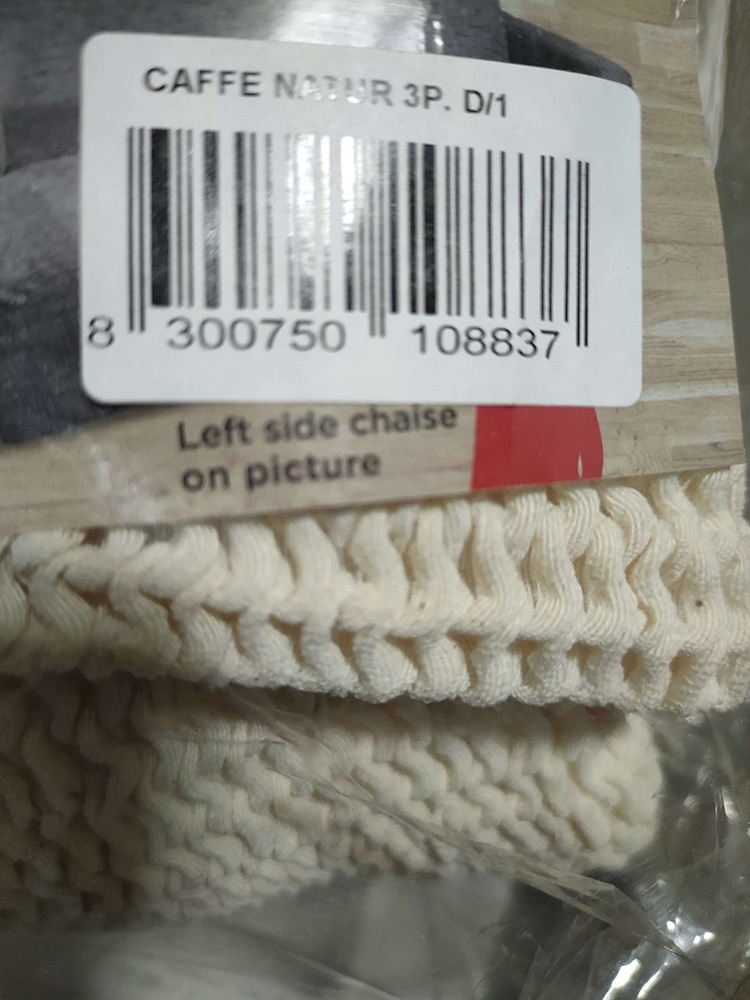 CAFFE NATUR 3P. D/1
8 300750 108837
Left side chaise
on picture